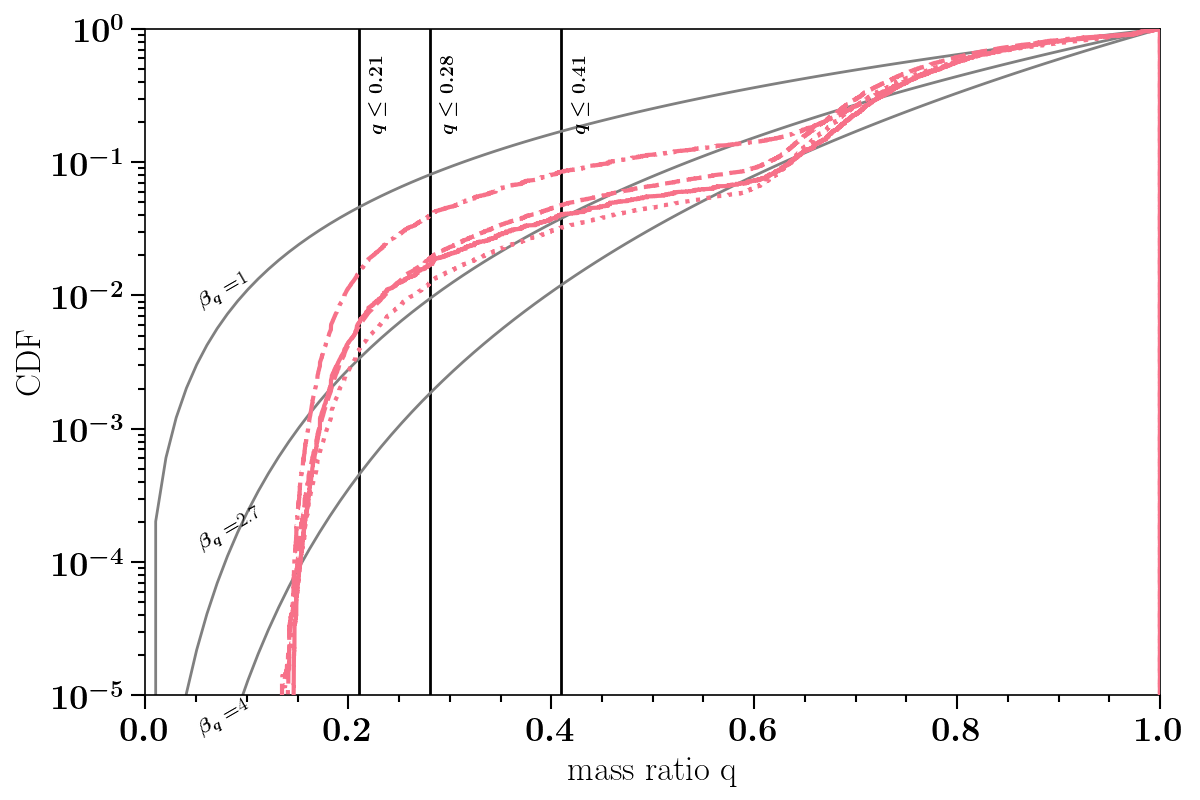 10⁰
10⁻¹
10⁻²
10⁻³
10⁻⁴
10⁻⁵
CDF
q ≤ 0.21
q ≤ 0.28
q ≤ 0.41
β_q =1
β_q =2.7
β_q =4
0.0 0.2 0.4 0.6 0.8 1.0
mass ratio q